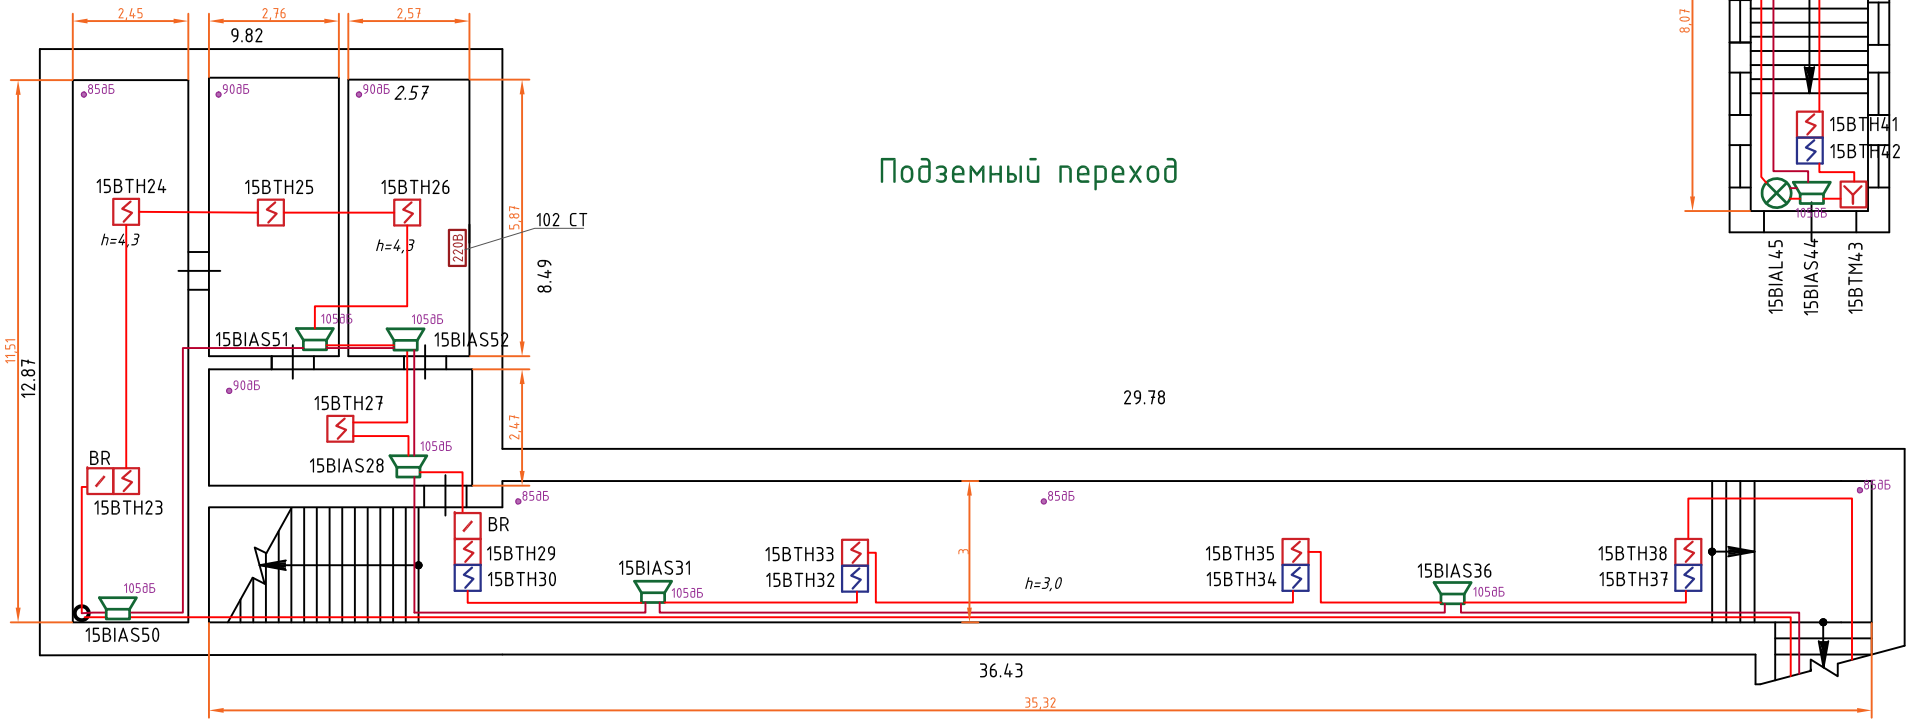 2,45
2,76
2,57
9.82
8,07
85дБ
90дБ
90дБ
2.57
15BTH41
15BTH42
Подземный переход
15BTH24
15BTH25
15BTH26
h=4,3
h=4,3
220В
102 СТ
5,87
8.49
105дБ
15BIAL45
15BIAS44
15BTM43
105дБ
105дБ
15BIAS51
15BIAS52
11,51
12.87
90дБ
15BTH27
29.78
2,47
105дБ
15BIAS28
BR
15BTH23
85дБ
85дБ
85дБ
BR
15BTH29
15BTH30
15BIAS31
105дБ
15BTH33
15BTH32
3
h=3,0
15BTH35
15BTH34
15BIAS36
105дБ
15BTH38
15BTH37
105дБ
15BIAS50
36.43
35,32